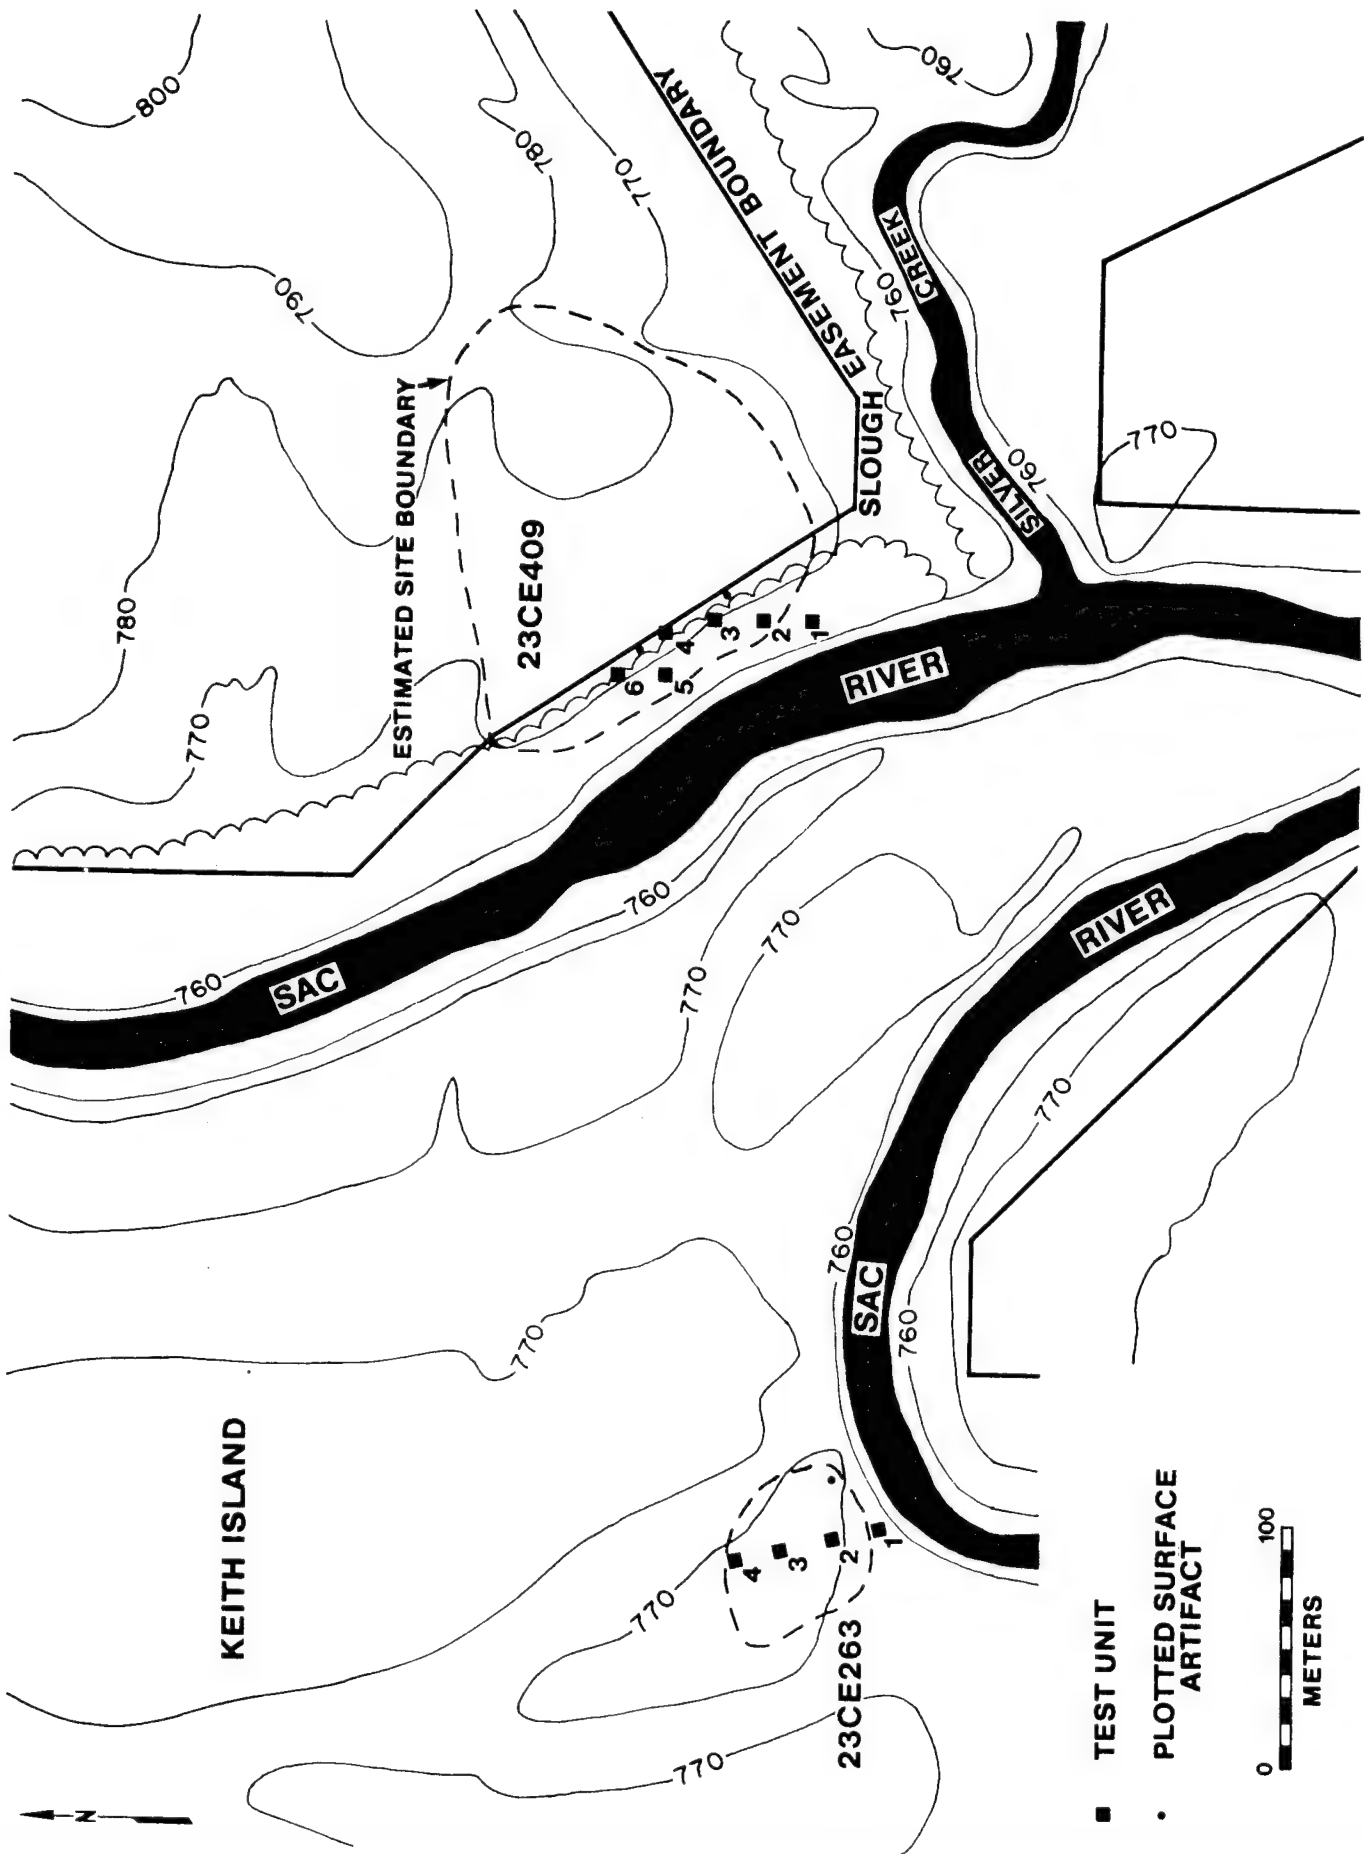 800
790
780
770
780
770
760
EASEMENT BOUNDARY
ESTIMATED SITE BOUNDARY
23CE409
SLOUGH
760
SILVER
CREEK
760
770
6
5
4
3
2
1
SAC
RIVER
760
760
770
770
KEITH ISLAND
770
770
770
4
3
2
1
23CE263
760
SAC
760
RIVER
770
N
TEST UNIT
PLOTTED SURFACE
ARTIFACT
0
100
METERS